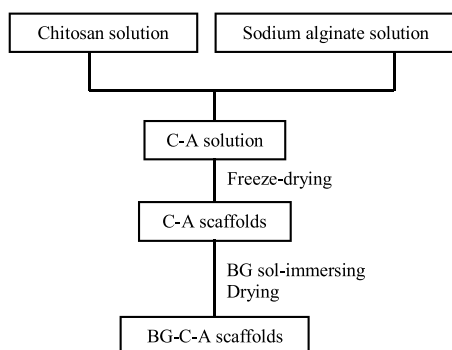 Chitosan solution
Sodium alginate solution
C-A solution
Freeze-drying
C-A scaffolds
BG sol-immersing
Drying
BG-C-A scaffolds